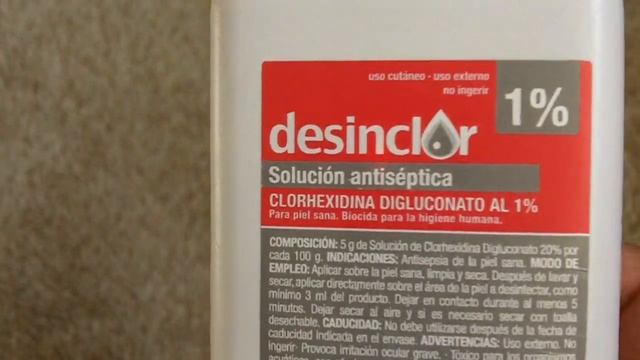 uso cutáneo - uso externo
no ingerir
1%
desinclor
Solución antiséptica
CLORHEXIDINA DIGLUCONATO AL 1%
Para piel sana. Biocida para la higiene humana.
COMPOSICIÓN: 5 g de Solución de Clorhexidina Digluconato 20% por
cada 100 g. INDICACIONES: Antisepsia de la piel sana. MODO DE
EMPLEO: Aplicar sobre la piel sana, limpia y seca. Después de lavar y
secar, aplicar directamente sobre el área de la piel a desinfectar, como
mínimo 3 ml del producto. Dejar en contacto durante al menos 5
minutos. Dejar secar al aire y si es necesario secar con toalla
desechable. CADUCIDAD: No debe utilizarse después de la fecha de
caducidad indicada en el envase. ADVERTENCIAS: Uso externo. No
ingerir· Provoca irritación ocular grave. · Tóxico para los organismos